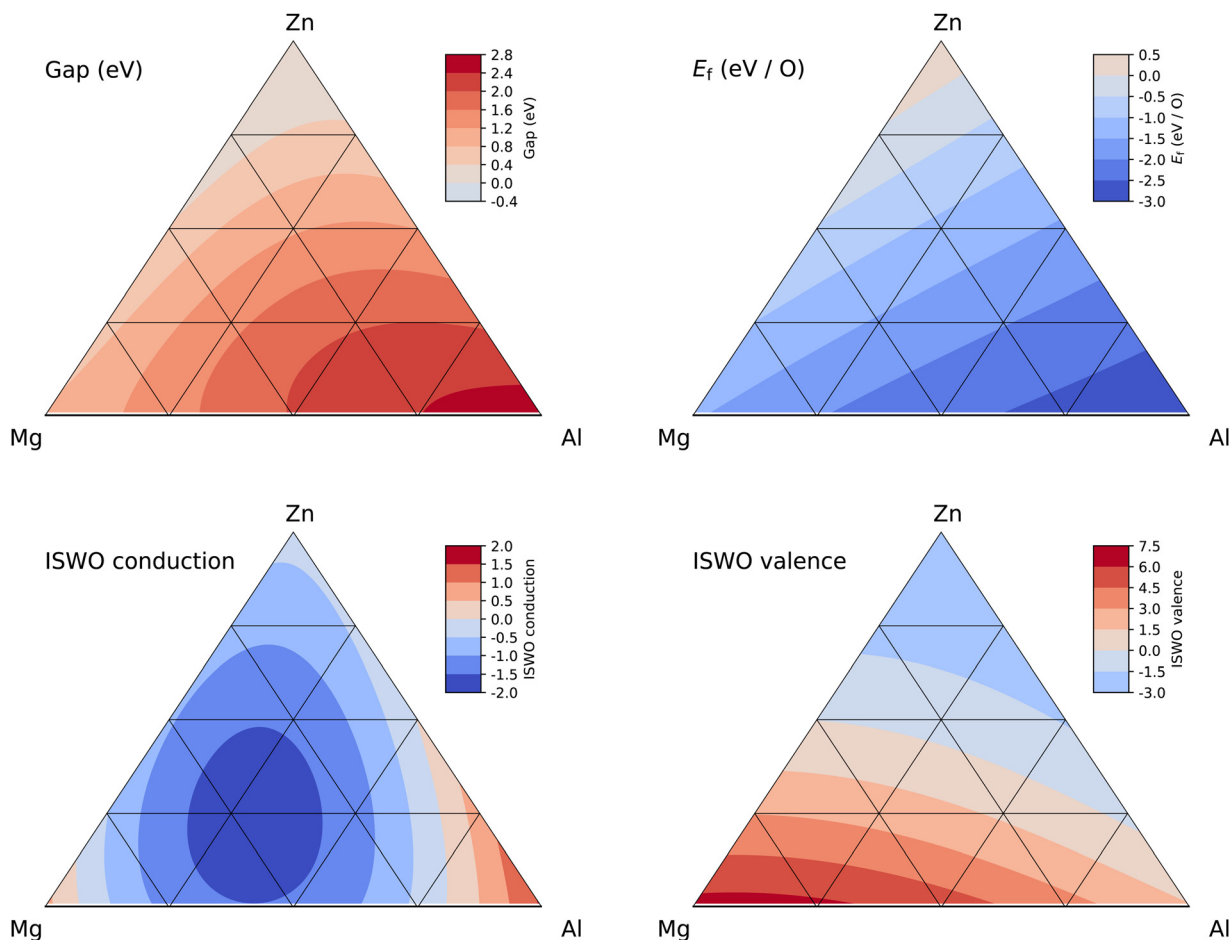 Zn
Gap (eV)
2.8
2.4
2.0
1.6
1.2
0.8
0.4
0.0
-0.4
Gap (eV)
Mg
Al
Zn
Ef (eV / O)
0.5
0.0
-0.5
-1.0
-1.5
-2.0
-2.5
-3.0
Ef (eV / O)
Mg
Al
Zn
ISWO conduction
2.0
1.5
1.0
0.5
0.0
-0.5
-1.0
-1.5
-2.0
ISWO conduction
Mg
Al
Zn
ISWO valence
7.5
6.0
4.5
3.0
1.5
0.0
-1.5
-3.0
ISWO valence
Mg
Al